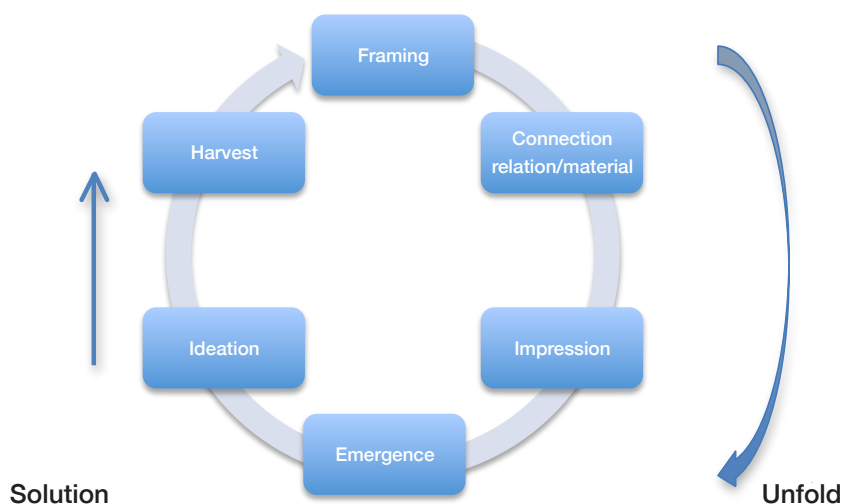 Framing
Harvest
Connection
relation/material
Ideation
Impression
Emergence
Solution
Unfold